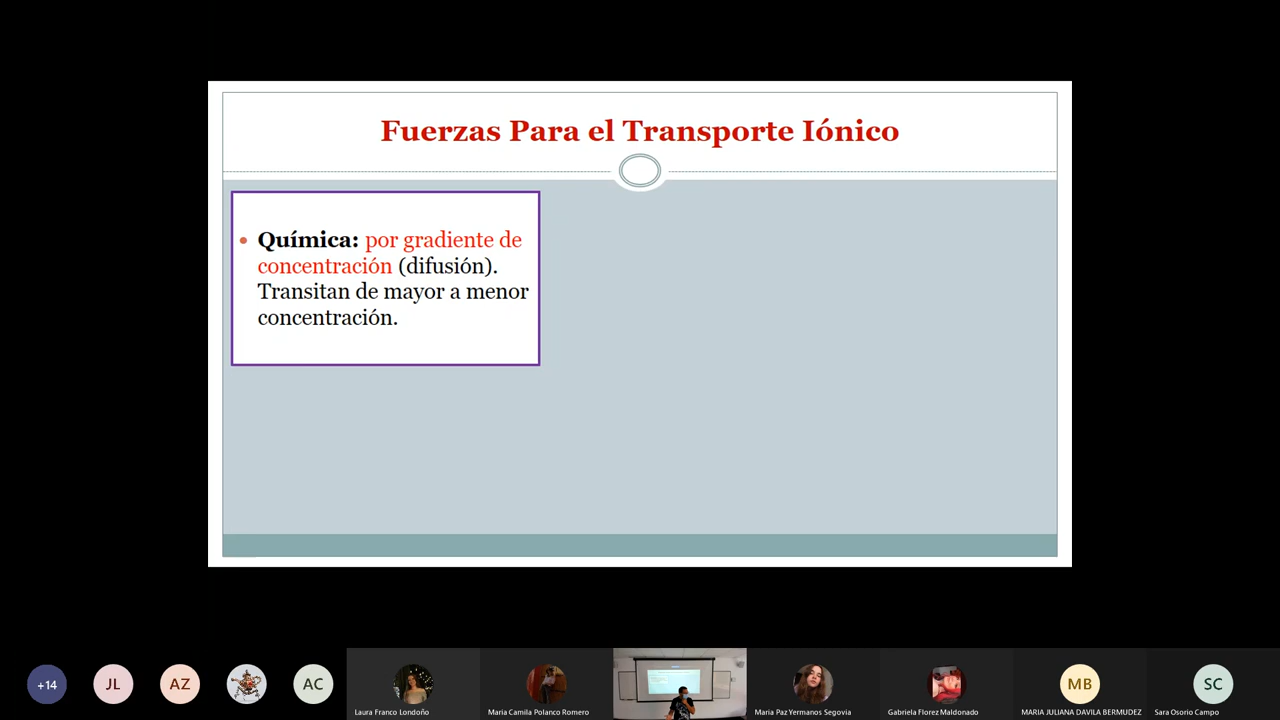 Fuerzas Para el Transporte Iónico
• Química: por gradiente de
concentración (difusión).
Transitan de mayor a menor
concentración.
+14
JL
AZ
AC
MB
SC
Laura Franco Londoño
Maria Camila Polanco Romero
Maria Paz Yermanos Segovia
Gabriela Florez Maldonado
MARIA JULIANA DAVILA BERMUDEZ
Sara Osorio Campo